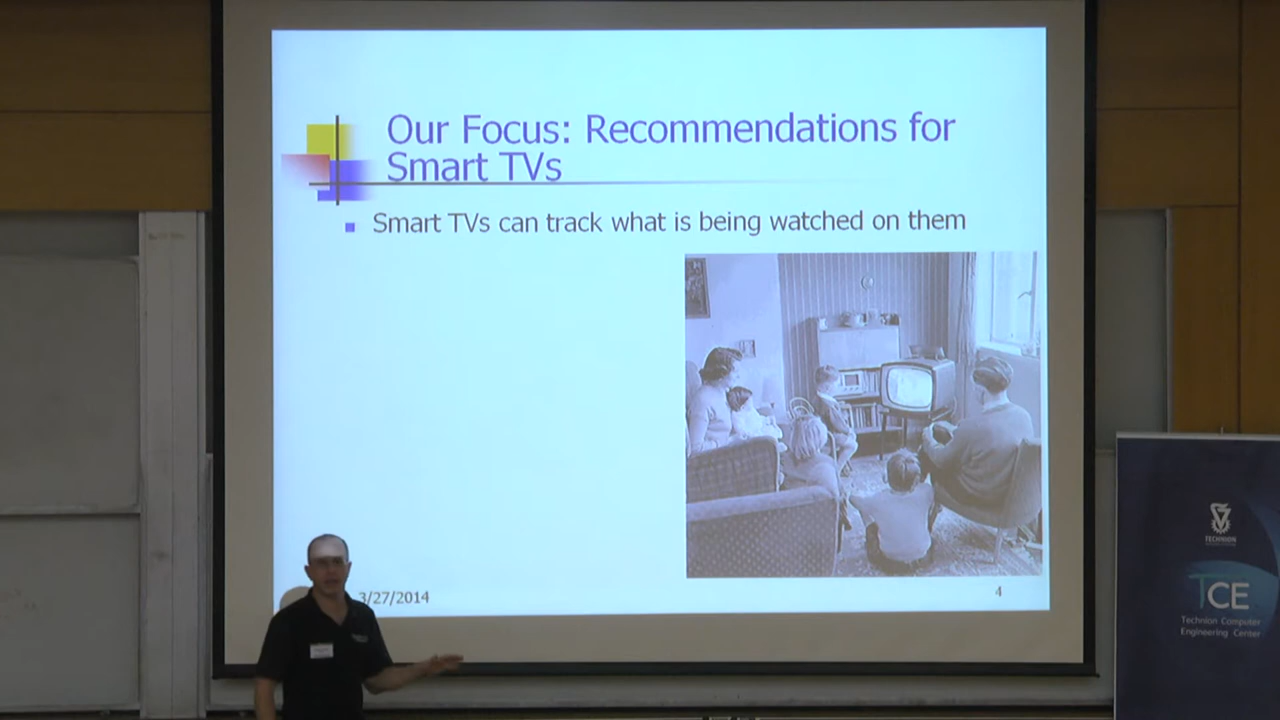 Our Focus: Recommendations for
Smart TVs
Smart TVs can track what is being watched on them
3/27/2014
4
TECHNION
TCE
Technion Computer
Engineering Center